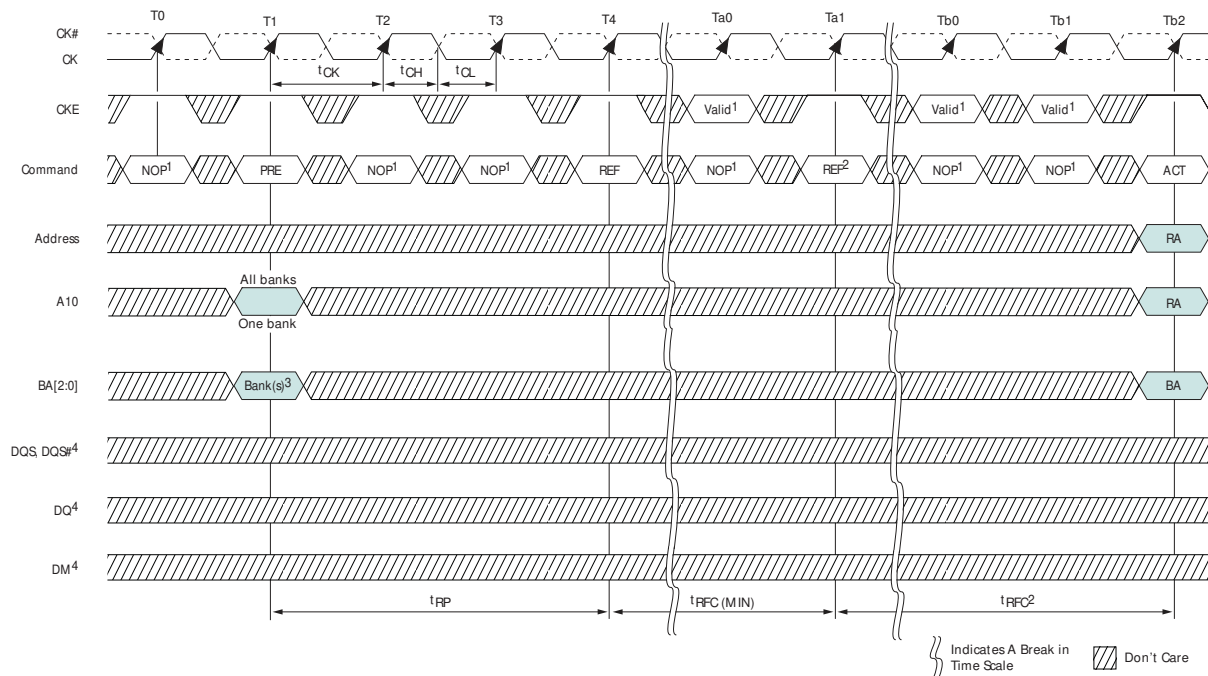 T0 T1 T2 T3 T4 Ta0 Ta1 Tb0 Tb1 Tb2
CK#
CK
tCK tCH tCL
CKE Valid1 Valid1 Valid1
Command NOP1 PRE NOP1 NOP1 REF NOP1 REF2 NOP1 NOP1 ACT
Address RA
All banks
A10 RA
One bank
BA[2:0] Bank(s)3 BA
DQS, DQS#4
DQ4
DM4
tRP tRFC (MIN) tRFC2
Indicates A Break in
Time Scale
Don't Care